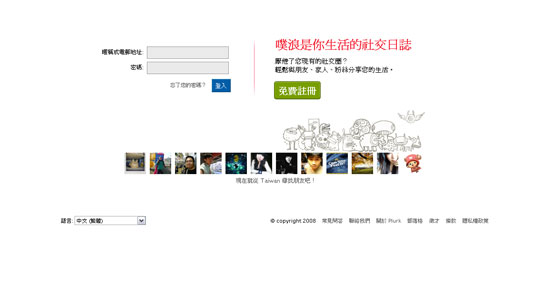 暱稱或電郵地址:
密碼:
忘了您的密碼？ 登入
噗浪是你生活的社交日誌
厭倦了您現有的社交圈？
輕鬆與朋友、家人、粉絲分享您的生活。
免費註冊
現在就從 Taiwan 尋找朋友吧！
語言: 中文 (繁體)
© copyright 2008 常見問答 聯絡我們 關於 Plurk 部落格 徵才 條款 隱私權政策